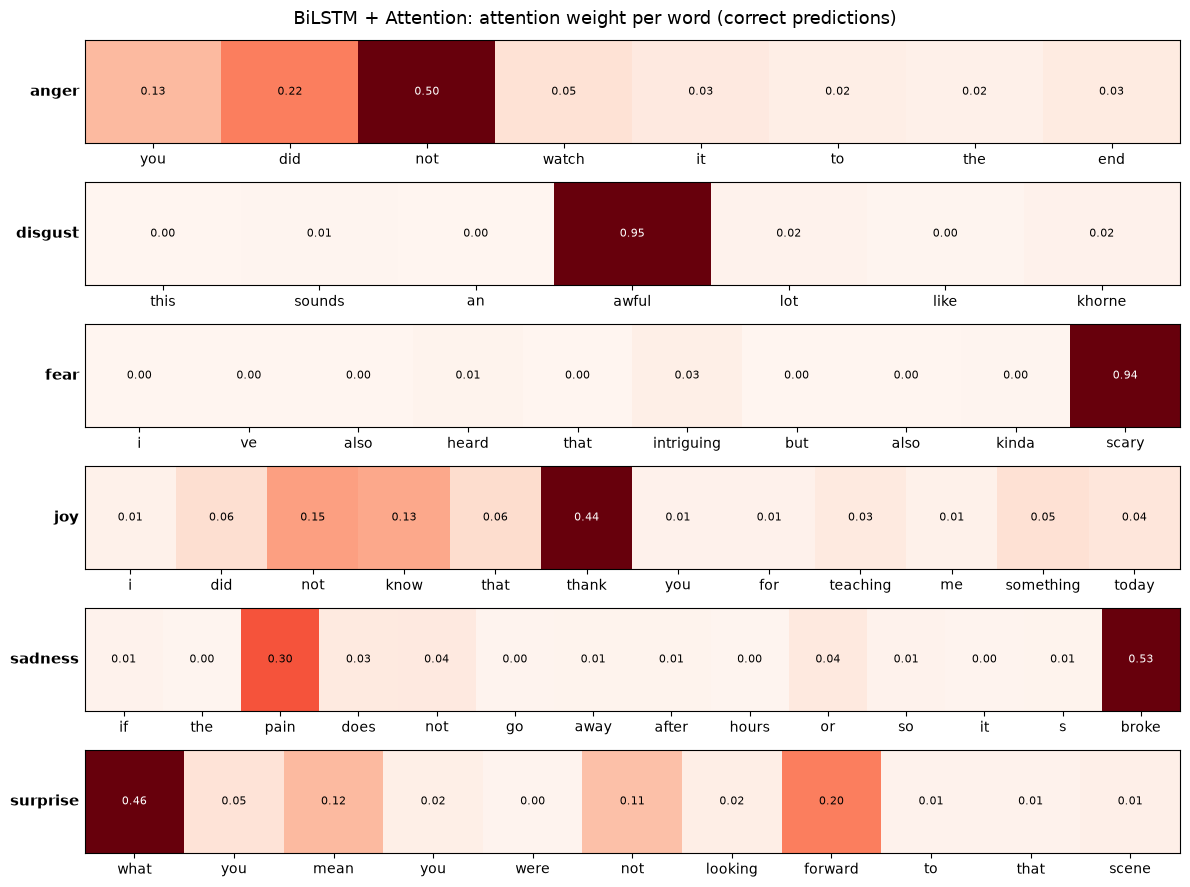 BiLSTM + Attention: attention weight per word (correct predictions)
anger
0.13 0.22 0.50 0.05 0.03 0.02 0.02 0.03
you did not watch it to the end
disgust
0.00 0.01 0.00 0.95 0.02 0.00 0.02
this sounds an awful lot like khorne
fear
0.00 0.00 0.00 0.01 0.00 0.03 0.00 0.00 0.00 0.94
i ve also heard that intriguing but also kinda scary
joy
0.01 0.06 0.15 0.13 0.06 0.44 0.01 0.01 0.03 0.01 0.05 0.04
i did not know that thank you for teaching me something today
sadness
0.01 0.00 0.30 0.03 0.04 0.00 0.01 0.01 0.00 0.04 0.01 0.00 0.01 0.53
if the pain does not go away after hours or so it s broke
surprise
0.46 0.05 0.12 0.02 0.00 0.11 0.02 0.20 0.01 0.01 0.01
what you mean you were not looking forward to that scene